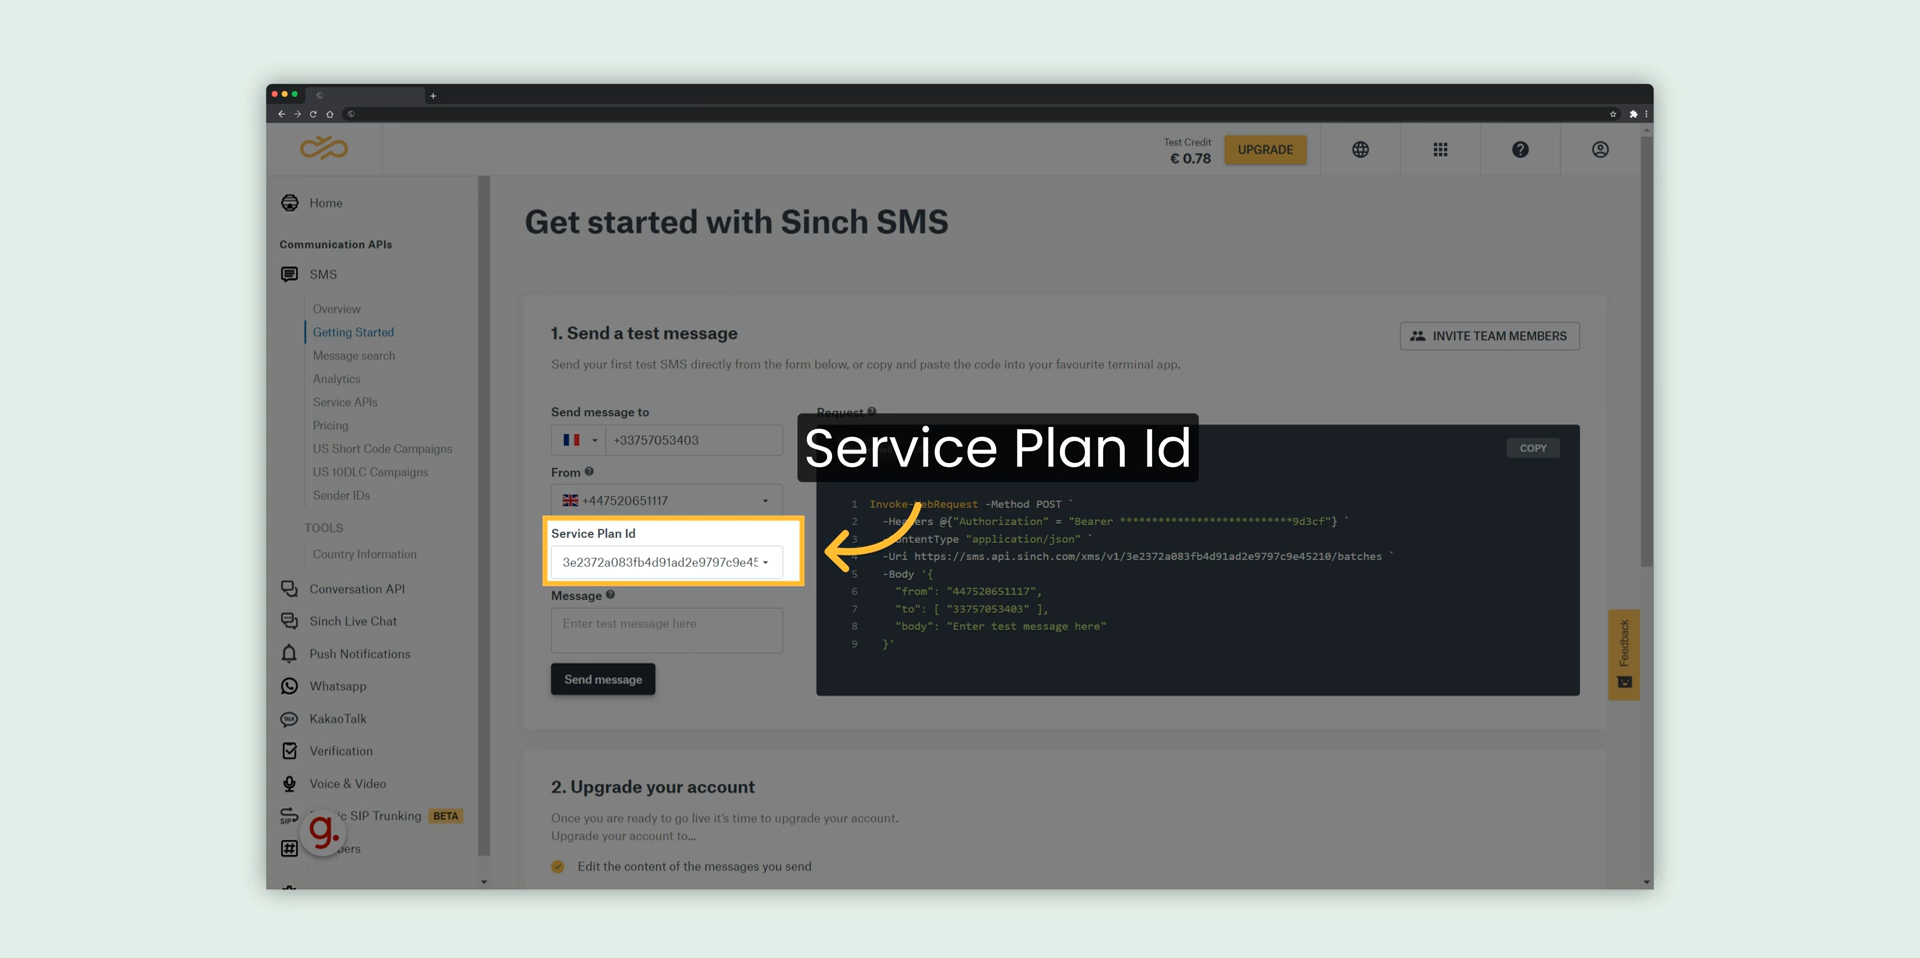 Test Credit
€ 0.78
UPGRADE
Home
Communication APIs
SMS
Overview
Getting Started
Message search
Analytics
Service APIs
Pricing
US Short Code Campaigns
US 10DLC Campaigns
Sender IDs
TOOLS
Country Information
Conversation API
Sinch Live Chat
Push Notifications
Whatsapp
KakaoTalk
Verification
Voice & Video
SIP Trunking BETA
g.
Get started with Sinch SMS
1. Send a test message
INVITE TEAM MEMBERS
Send your first test SMS directly from the form below, or copy and paste the code into your favourite terminal app.
Send message to
+33757053403
From
+447520651117
Service Plan Id
3e2372a083fb4d91ad2e9797c9e45
Message
Enter test message here
Send message
Request
Service Plan Id
COPY
1 Invoke-WebRequest -Method POST `
2 -Headers @{"Authorization" = "Bearer ***************************9d3cf"} `
3 -ContentType "application/json" `
4 -Uri https://sms.api.sinch.com/xms/v1/3e2372a083fb4d91ad2e9797c9e45210/batches `
5 -Body '{
6 "from": "447520651117",
7 "to": [ "33757053403" ],
8 "body": "Enter test message here"
9 }'
Feedback
2. Upgrade your account
Once you are ready to go live it's time to upgrade your account.
Upgrade your account to...
Edit the content of the messages you send